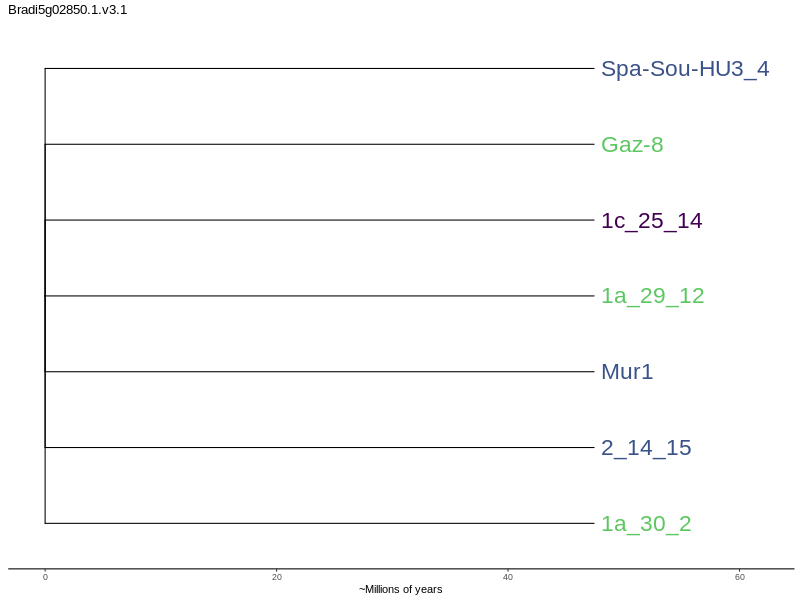 Bradi5g02850.1.v3.1
Spa-Sou-HU3_4
Gaz-8
1c_25_14
1a_29_12
Mur1
2_14_15
1a_30_2
0 20 40 60
~Millions of years